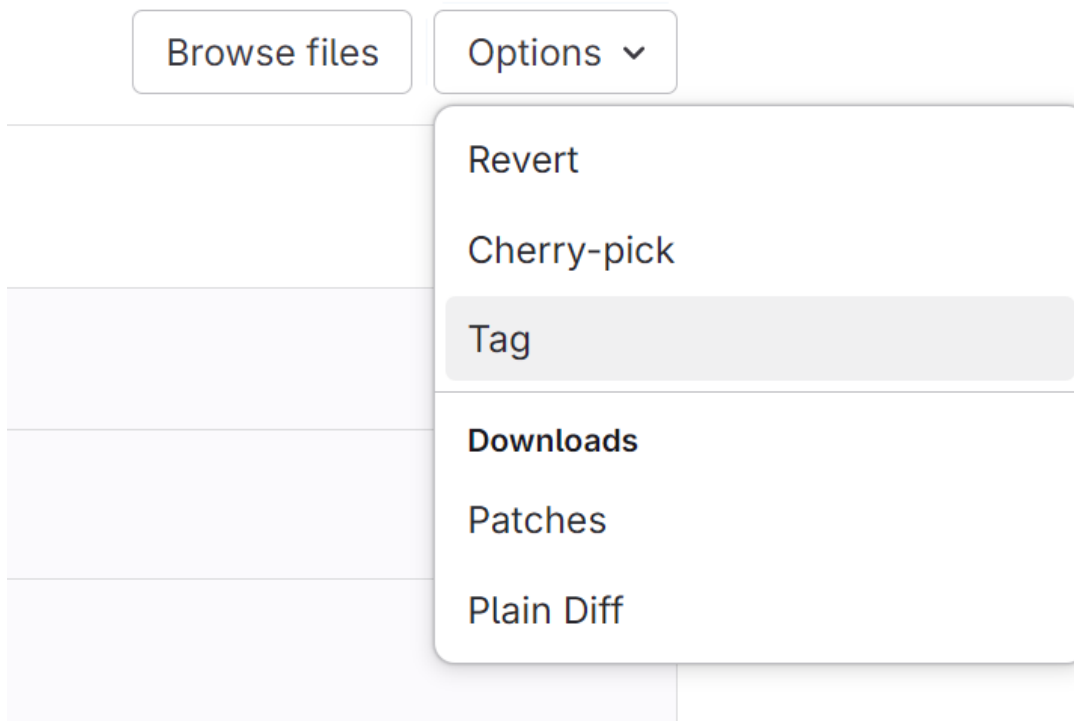 Browse files Options
Revert
Cherry-pick
Tag
Downloads
Patches
Plain Diff